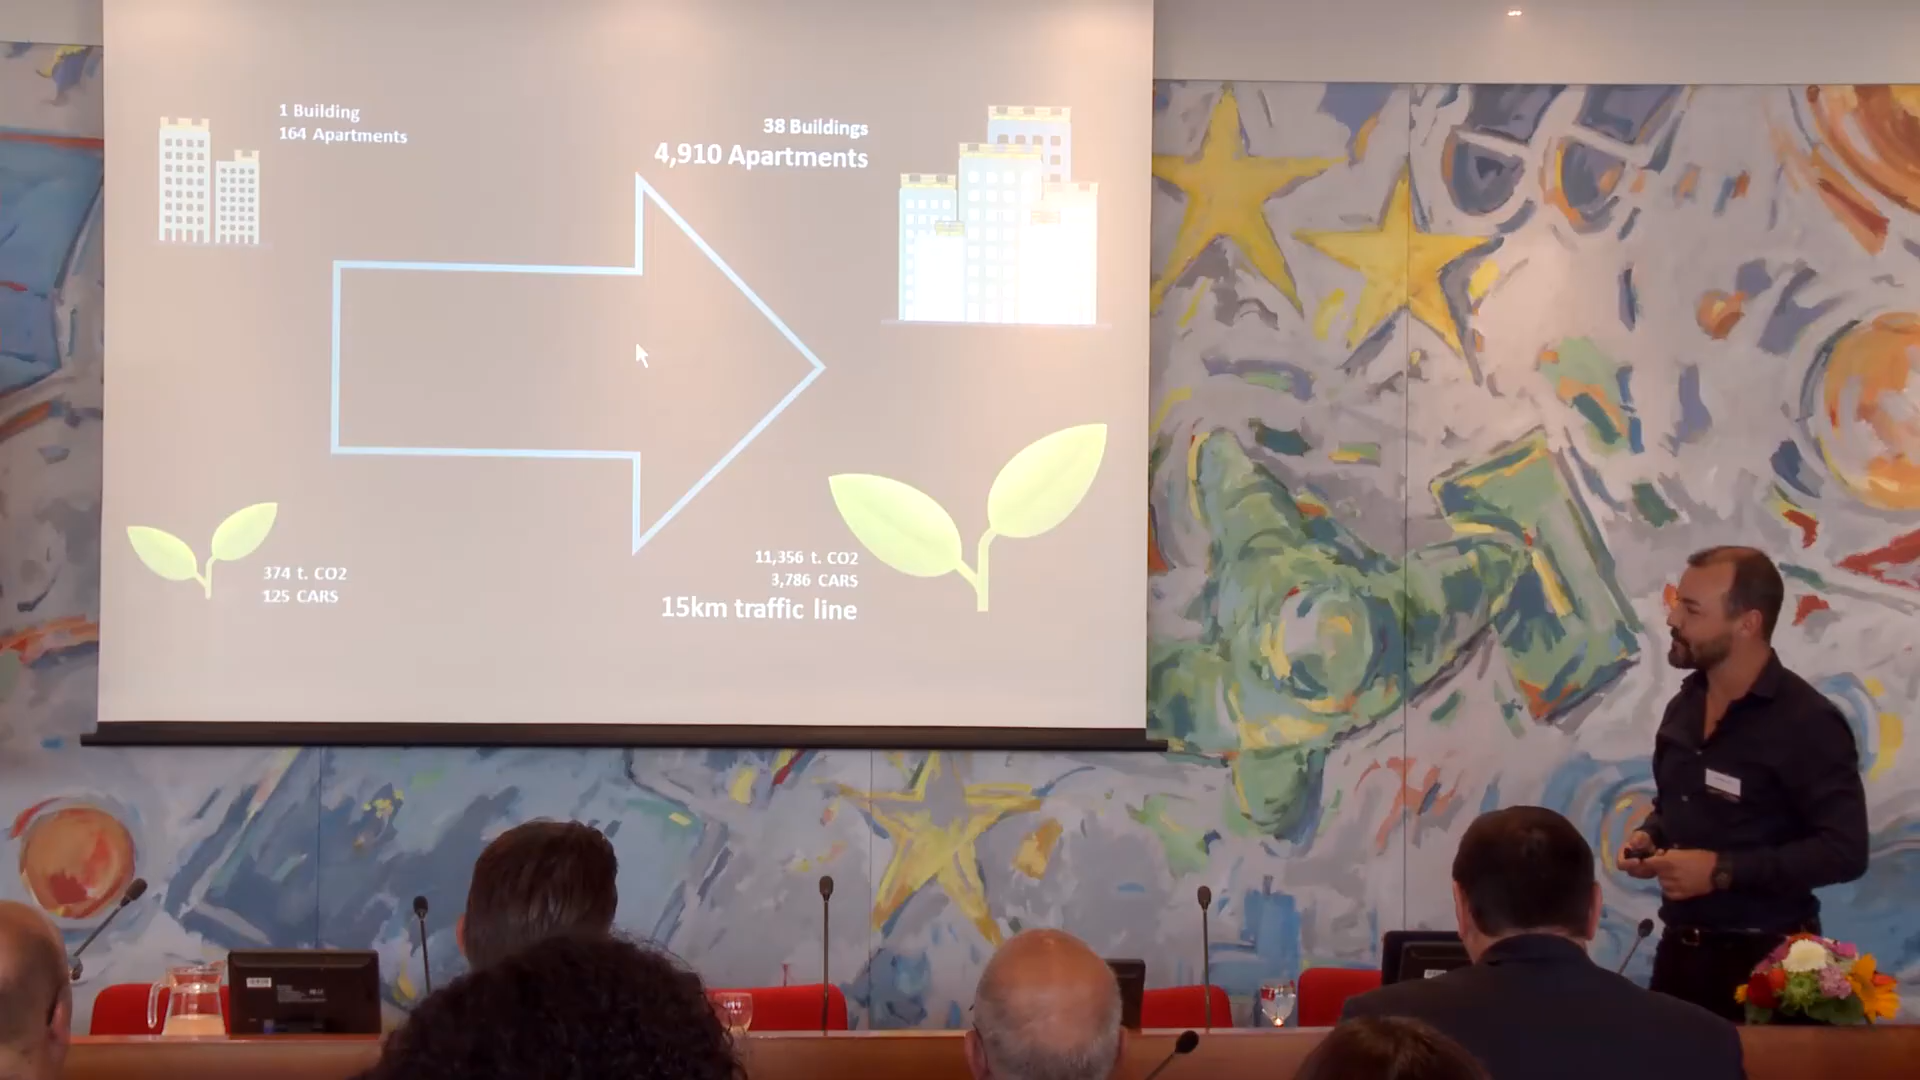 1 Building
164 Apartments
38 Buildings
4,910 Apartments
374 t. CO2
125 CARS
11,356 t. CO2
3,786 CARS
15km traffic line